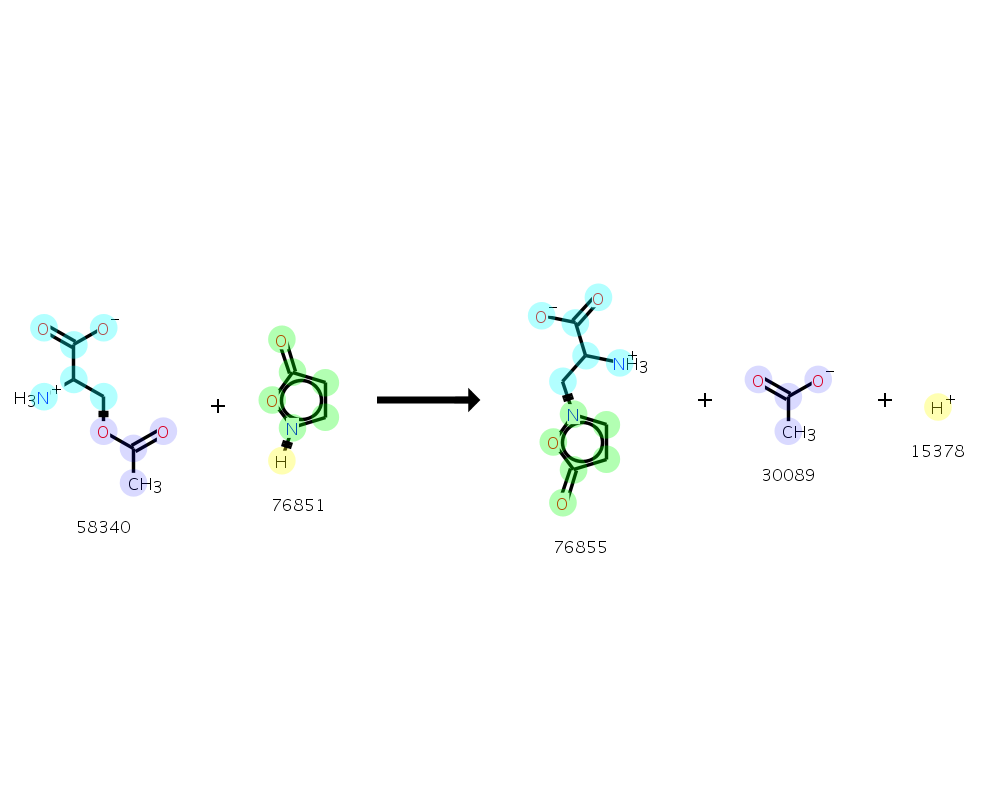 O O− O O
H3N+ + O + O O− + H+
O O N NH3+ CH3 15378
CH3 H N 30089
58340 76851 O
O
76855